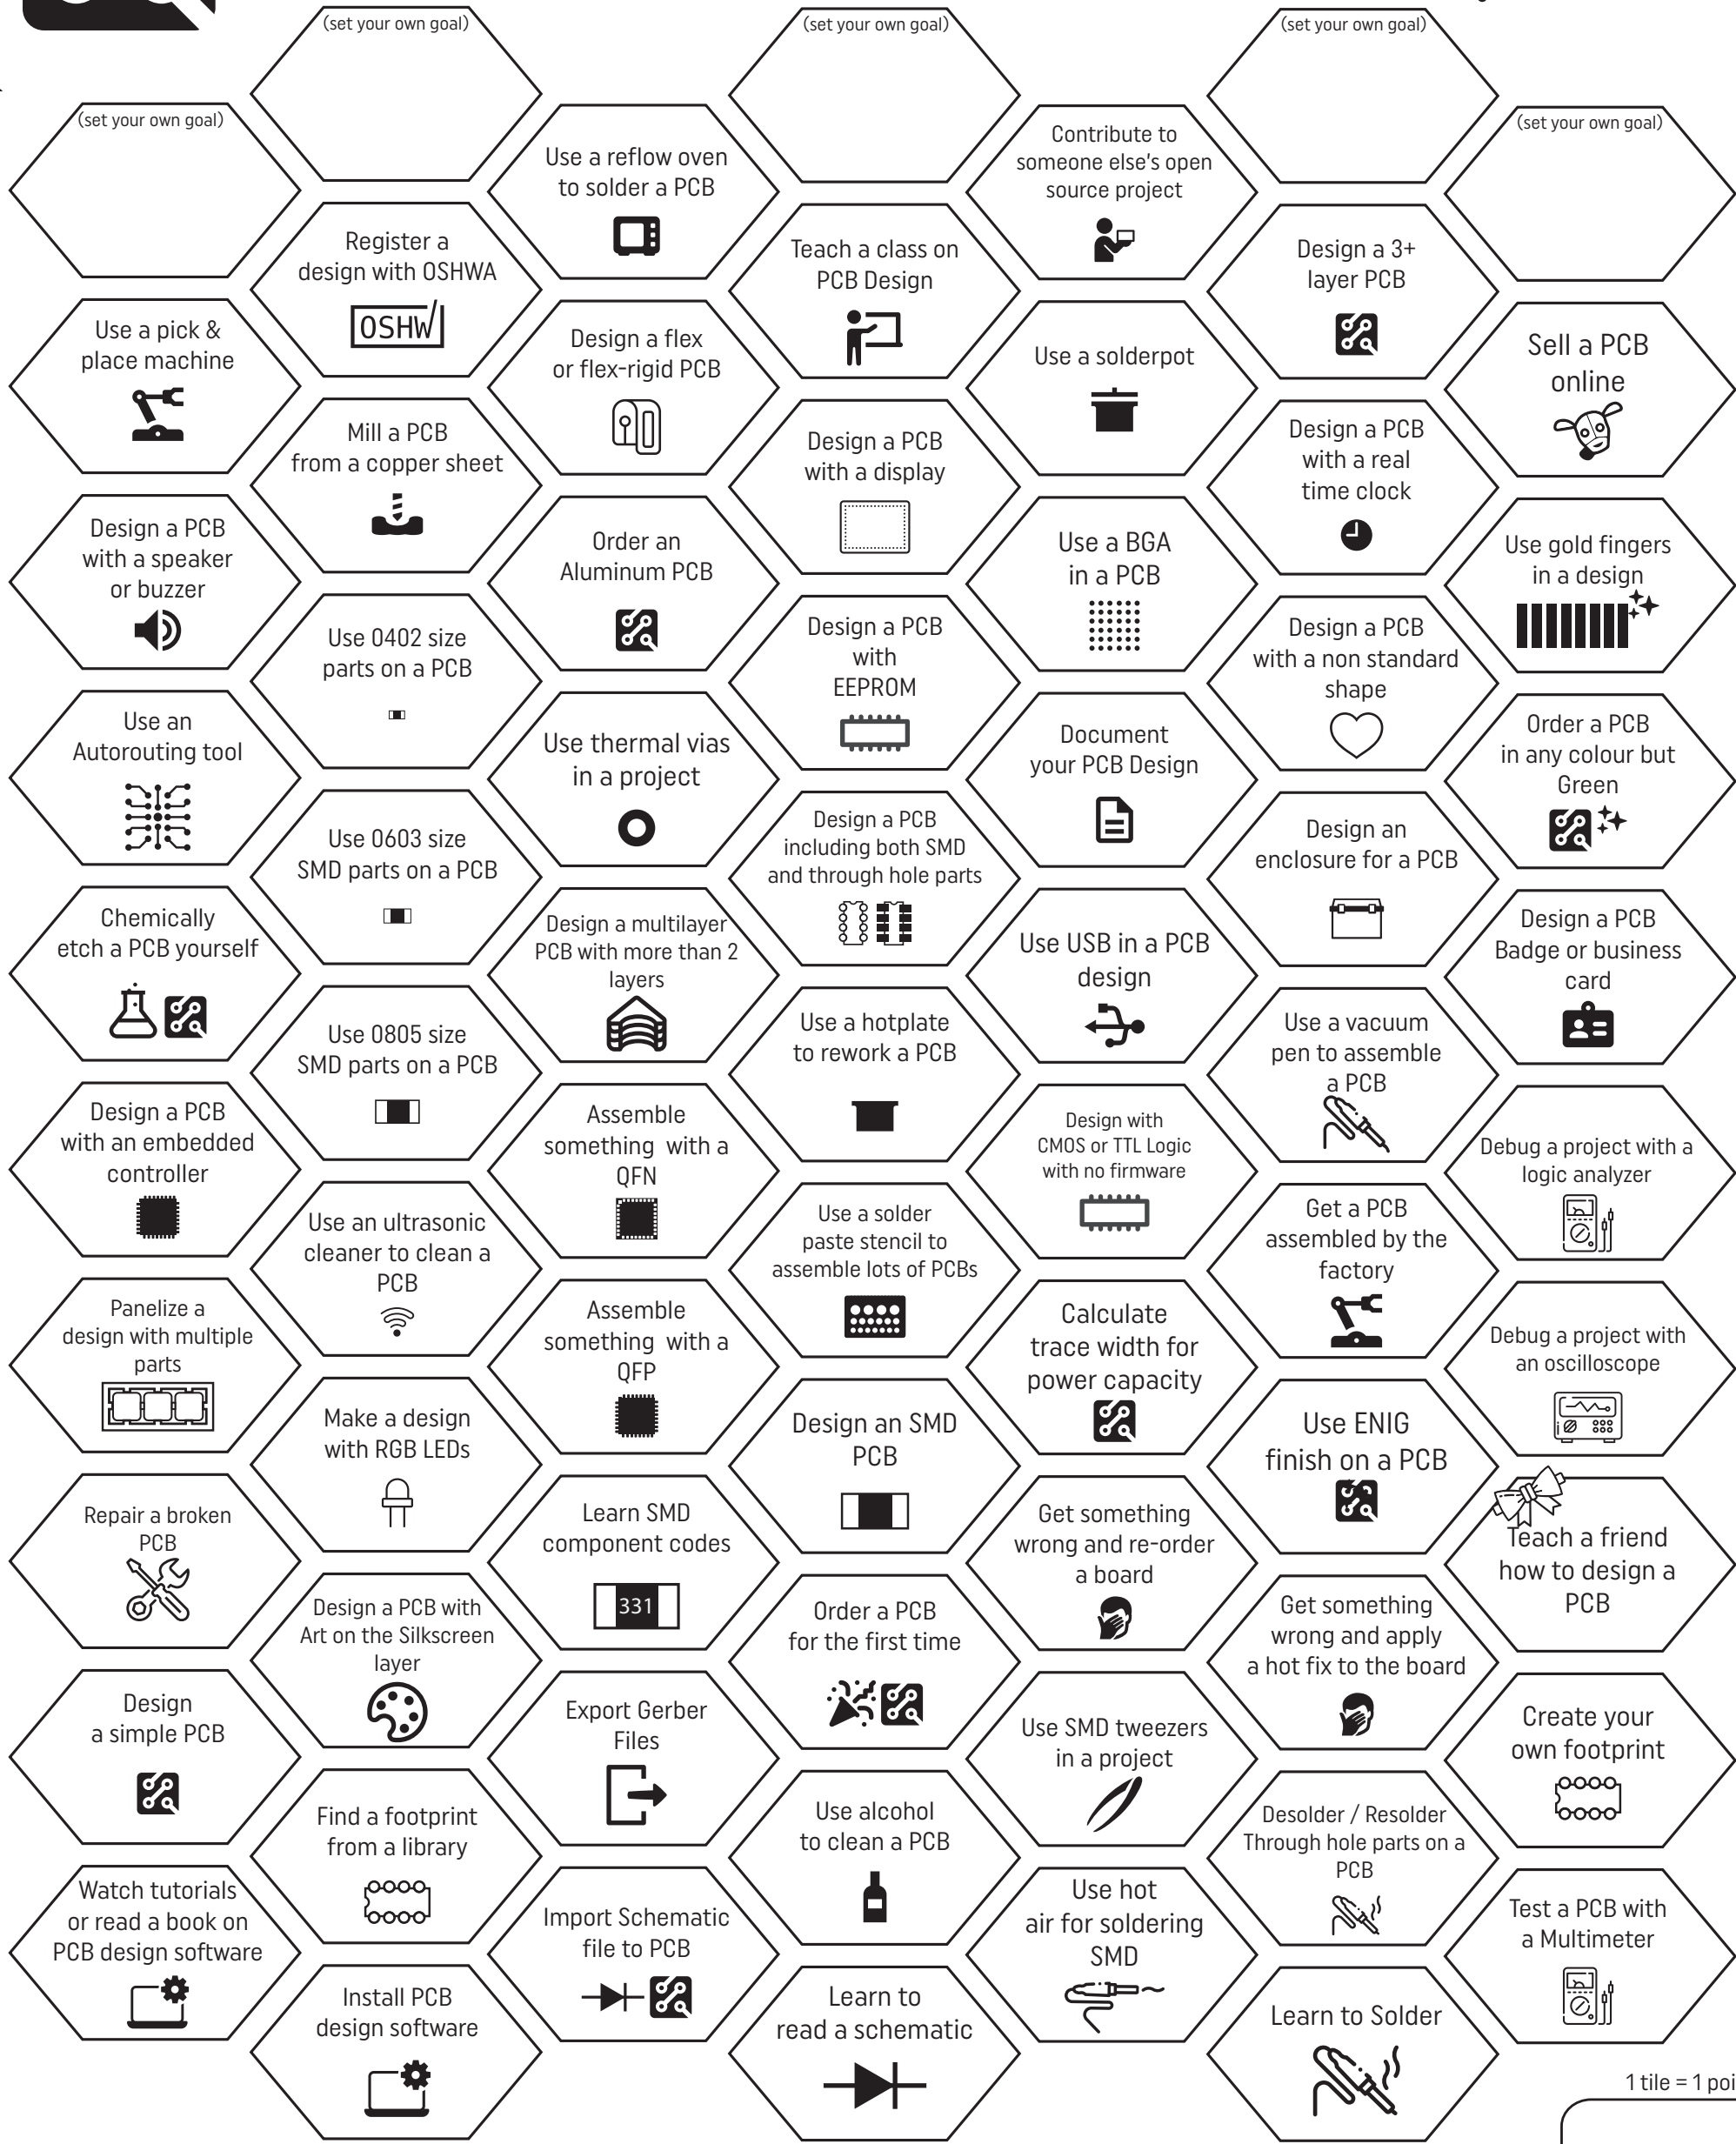 (set your own goal)
(set your own goal)
(set your own goal)
(set your own goal)
(set your own goal)
Use a reflow oven
to solder a PCB
Contribute to
someone else's open
source project
Register a
design with OSHWA
OSHW
Teach a class on
PCB Design
Design a 3+
layer PCB
Use a pick &
place machine
Design a flex
or flex-rigid PCB
Use a solderpot
Sell a PCB
online
Mill a PCB
from a copper sheet
Design a PCB
with a display
Design a PCB
with a real
time clock
Design a PCB
with a speaker
or buzzer
Order an
Aluminum PCB
Use a BGA
in a PCB
Use gold fingers
in a design
Use 0402 size
parts on a PCB
Design a PCB
with
EEPROM
Design a PCB
with a non standard
shape
Use an
Autorouting tool
Use thermal vias
in a project
Document
your PCB Design
Order a PCB
in any colour but
Green
Use 0603 size
SMD parts on a PCB
Design a PCB
including both SMD
and through hole parts
Design an
enclosure for a PCB
Chemically
etch a PCB yourself
Design a multilayer
PCB with more than 2
layers
Use USB in a PCB
design
Design a PCB
Badge or business
card
Use 0805 size
SMD parts on a PCB
Use a hotplate
to rework a PCB
Use a vacuum
pen to assemble
a PCB
Design a PCB
with an embedded
controller
Assemble
something with a
QFN
Design with
CMOS or TTL Logic
with no firmware
Debug a project with a
logic analyzer
Use an ultrasonic
cleaner to clean a
PCB
Use a solder
paste stencil to
assemble lots of PCBs
Get a PCB
assembled by the
factory
Panelize a
design with multiple
parts
Assemble
something with a
QFP
Calculate
trace width for
power capacity
Debug a project with
an oscilloscope
Make a design
with RGB LEDs
Design an SMD
PCB
Use ENIG
finish on a PCB
Repair a broken
PCB
Learn SMD
component codes
331
Get something
wrong and re-order
a board
Teach a friend
how to design a
PCB
Design a PCB with
Art on the Silkscreen
layer
Order a PCB
for the first time
Get something
wrong and apply
a hot fix to the board
Design
a simple PCB
Export Gerber
Files
Use SMD tweezers
in a project
Create your
own footprint
Find a footprint
from a library
Use alcohol
to clean a PCB
Desolder / Resolder
Through hole parts on a
PCB
Watch tutorials
or read a book on
PCB design software
Import Schematic
file to PCB
Use hot
air for soldering
SMD
Test a PCB with
a Multimeter
Install PCB
design software
Learn to
read a schematic
Learn to Solder
1 tile = 1 poi